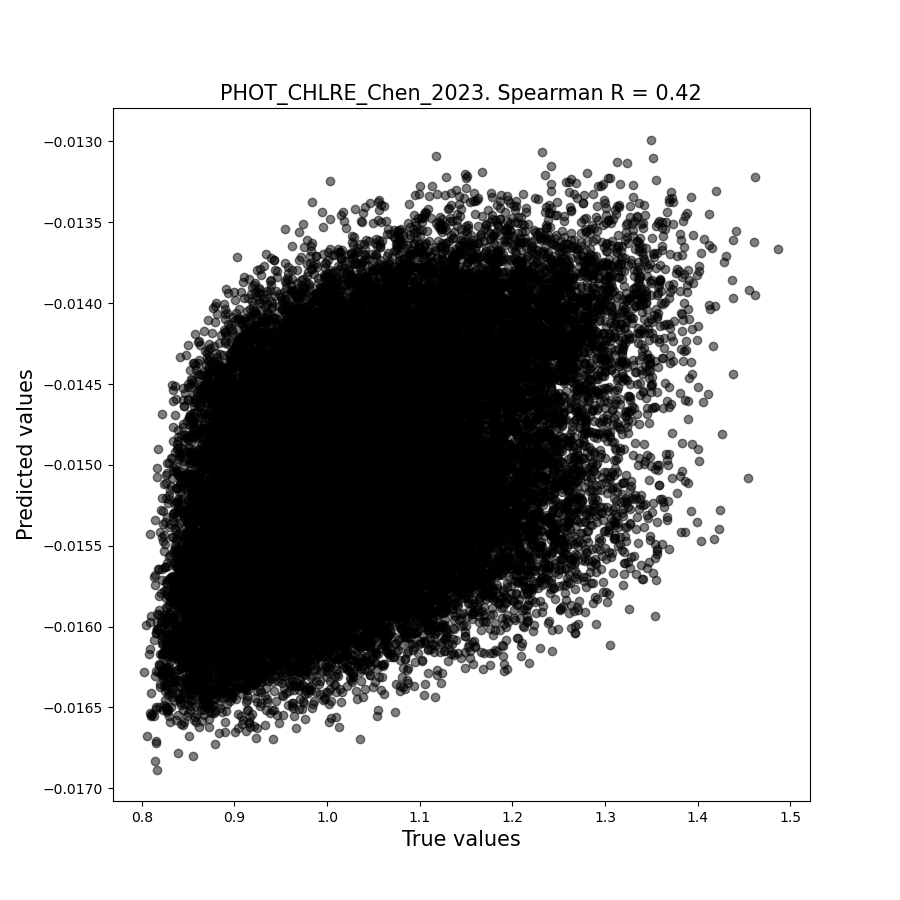 PHOT_CHLRE_Chen_2023. Spearman R = 0.42
−0.0130
−0.0135
−0.0140
−0.0145
−0.0150
−0.0155
−0.0160
−0.0165
−0.0170
Predicted values
0.8 0.9 1.0 1.1 1.2 1.3 1.4 1.5
True values